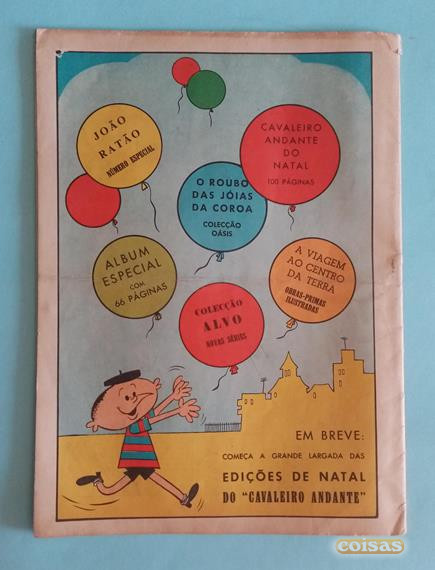 JOÃO
RATÃO
NÚMERO ESPECIAL
CAVALEIRO
ANDANTE
DO
NATAL
100 PÁGINAS
O ROUBO
DAS JÓIAS
DA COROA
COLECÇÃO
OÁSIS
ALBUM
ESPECIAL
COM
66 PÁGINAS
A VIAGEM
AO CENTRO
DA TERRA
OBRAS-PRIMAS
ILUSTRADAS
COLECÇÃO
ALVO
NOVAS SÉRIES
EM BREVE:
COMEÇA A GRANDE LARGADA DAS
EDIÇÕES DE NATAL
DO "CAVALEIRO ANDANTE"
coisas